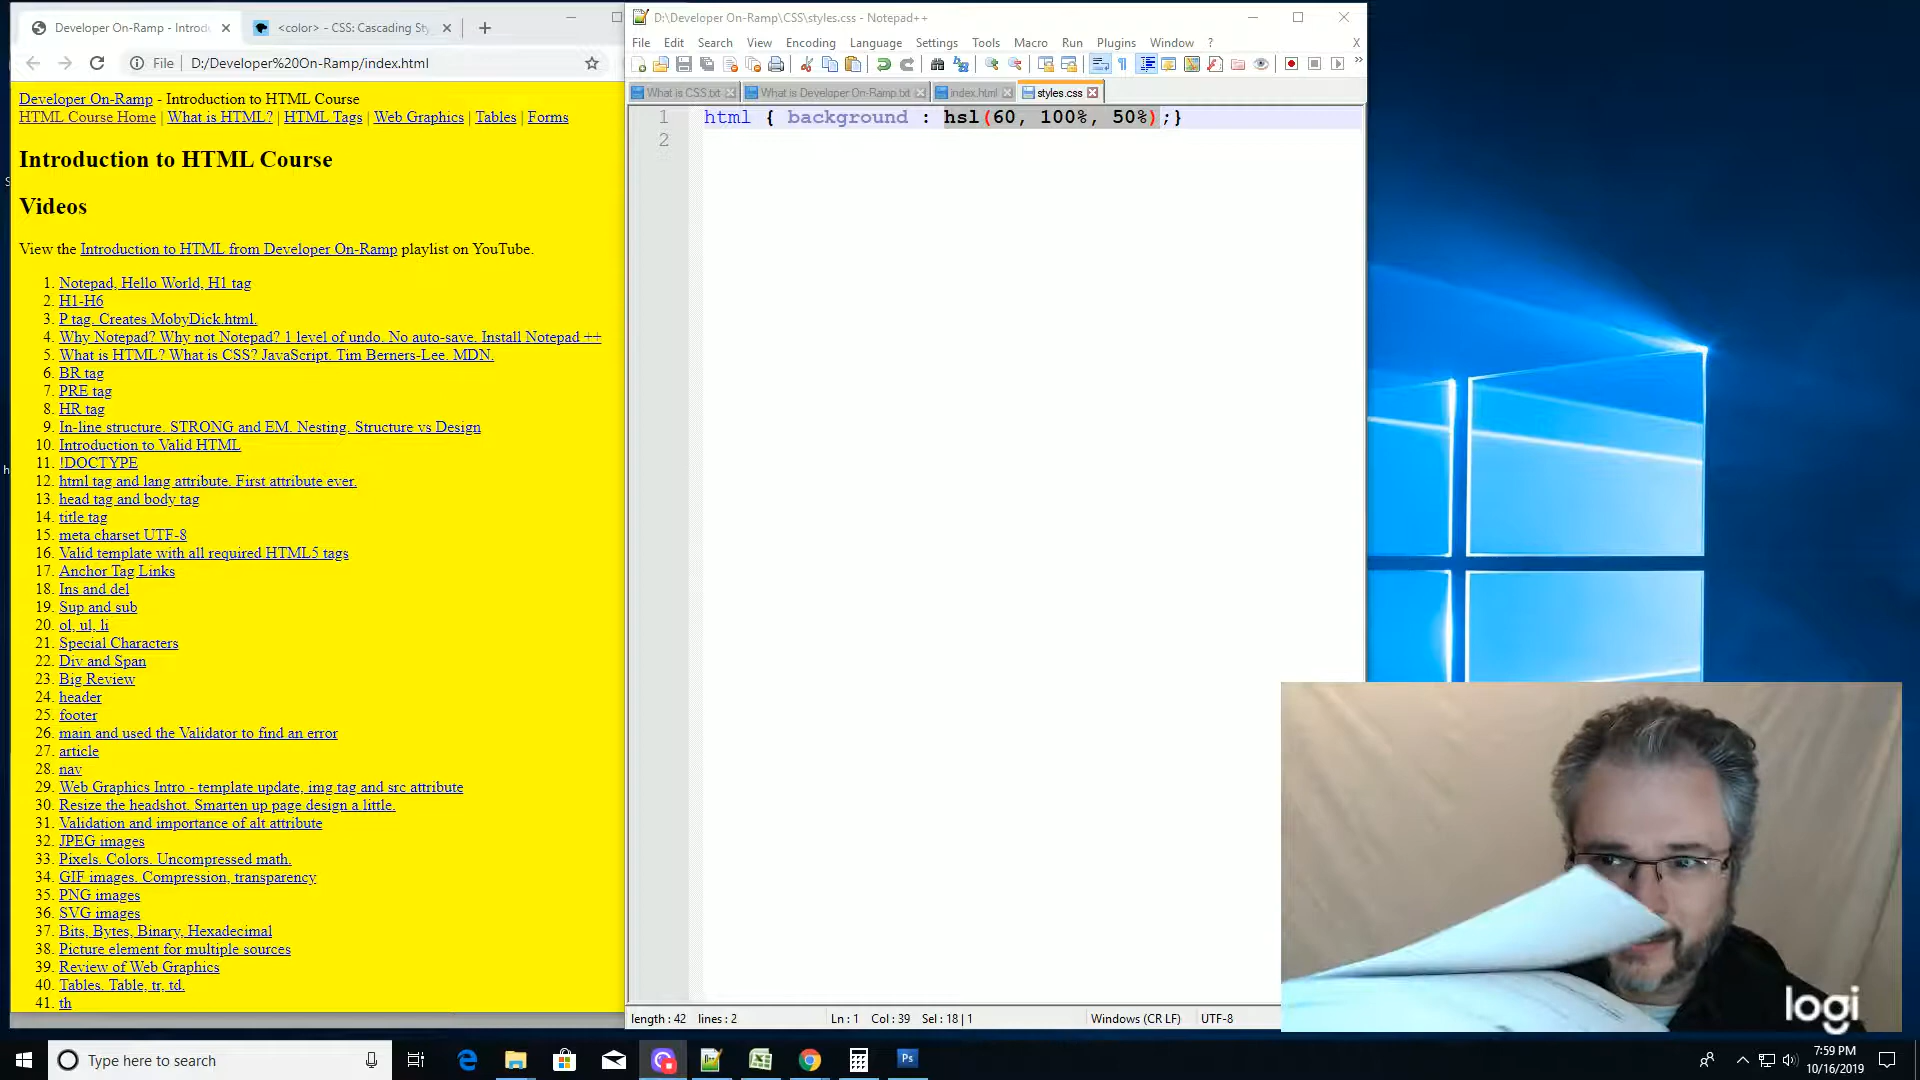 Developer On-Ramp - Introd
<color> - CSS: Cascading Sty
File D:/Developer%20On-Ramp/index.html
Developer On-Ramp - Introduction to HTML Course
HTML Course Home | What is HTML? | HTML Tags | Web Graphics | Tables | Forms
Introduction to HTML Course
Videos
View the Introduction to HTML from Developer On-Ramp playlist on YouTube.
1. Notepad, Hello World, H1 tag
2. H1-H6
3. P tag. Creates MobyDick.html.
4. Why Notepad? Why not Notepad? 1 level of undo. No auto-save. Install Notepad ++
5. What is HTML? What is CSS? JavaScript. Tim Berners-Lee. MDN.
6. BR tag
7. PRE tag
8. HR tag
9. In-line structure. STRONG and EM. Nesting. Structure vs Design
10. Introduction to Valid HTML
11. !DOCTYPE
12. html tag and lang attribute. First attribute ever.
13. head tag and body tag
14. title tag
15. meta charset UTF-8
16. Valid template with all required HTML5 tags
17. Anchor Tag Links
18. Ins and del
19. Sup and sub
20. ol, ul, li
21. Special Characters
22. Div and Span
23. Big Review
24. header
25. footer
26. main and used the Validator to find an error
27. article
28. nav
29. Web Graphics Intro - template update, img tag and src attribute
30. Resize the headshot. Smarten up page design a little.
31. Validation and importance of alt attribute
32. JPEG images
33. Pixels. Colors. Uncompressed math.
34. GIF images. Compression, transparency
35. PNG images
36. SVG images
37. Bits, Bytes, Binary, Hexadecimal
38. Picture element for multiple sources
39. Review of Web Graphics
40. Tables. Table, tr, td.
41. th
D:\Developer On-Ramp\CSS\styles.css - Notepad++
File Edit Search View Encoding Language Settings Tools Macro Run Plugins Window ? X
What is CSS.txt What is Developer On-Ramp.txt index.html styles.css
1 html { background : hsl(60, 100%, 50%);}
2
length : 42 lines : 2 Ln : 1 Col : 39 Sel : 18 | 1 Windows (CR LF) UTF-8
logi
Type here to search
Ps
7:59 PM
10/16/2019